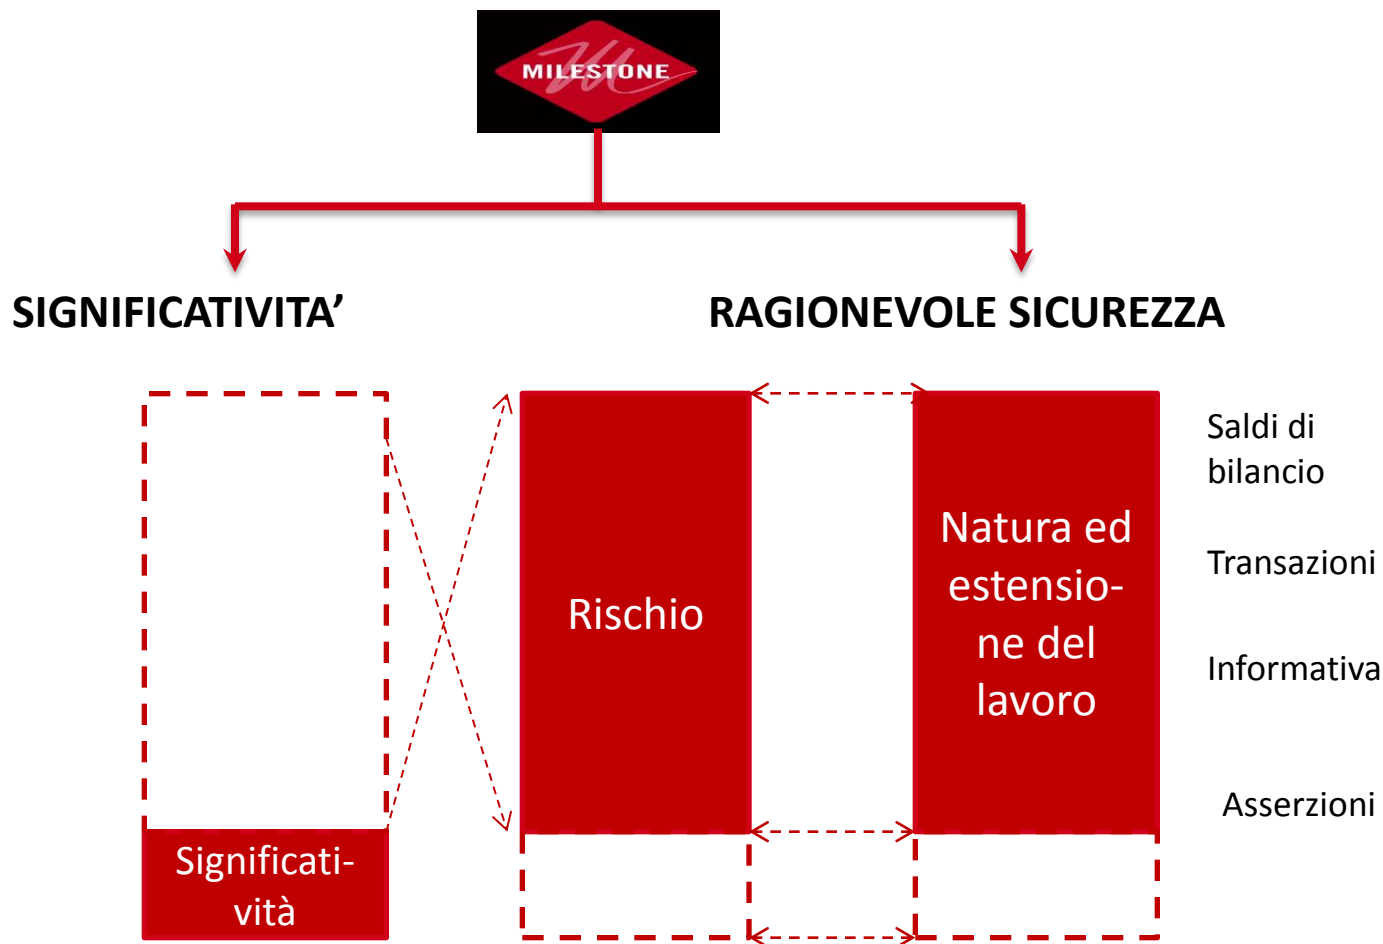 MILESTONE
SIGNIFICATIVITA’
RAGIONEVOLE SICUREZZA
Saldi di
bilancio
Natura ed
estensio-
ne del
lavoro
Transazioni
Rischio
Informativa
Asserzioni
Significati-
vità